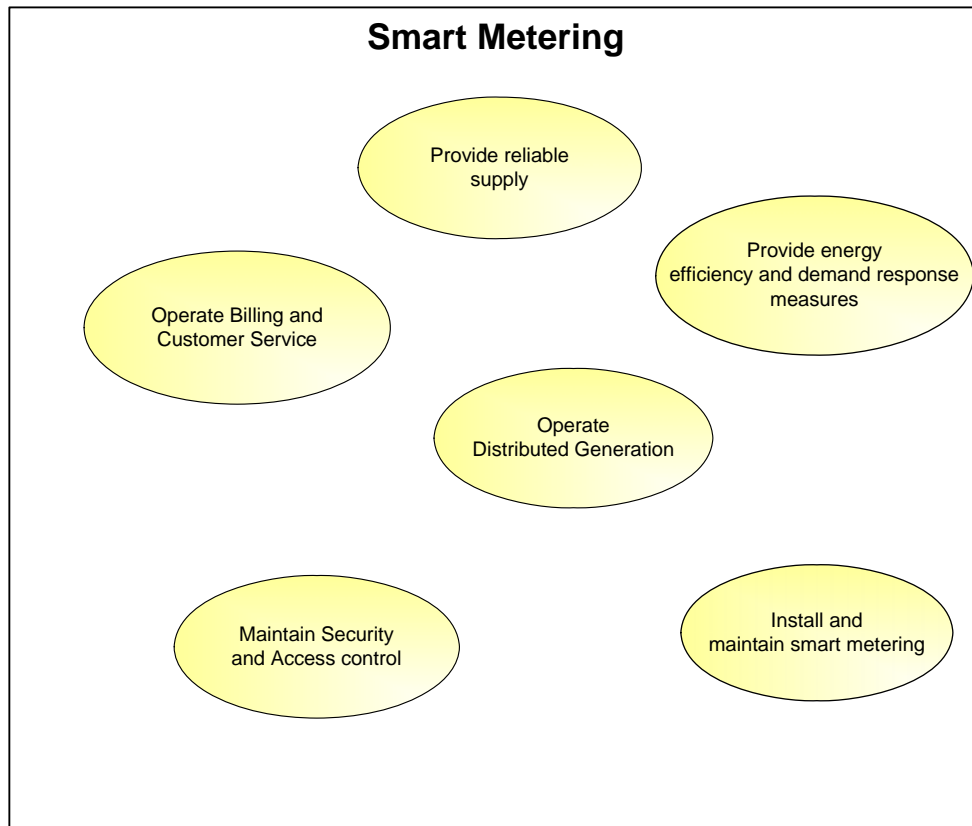 Smart Metering
Provide reliable
supply
Provide energy
efficiency and demand response
measures
Operate Billing and
Customer Service
Operate
Distributed Generation
Maintain Security
and Access control
Install and
maintain smart metering